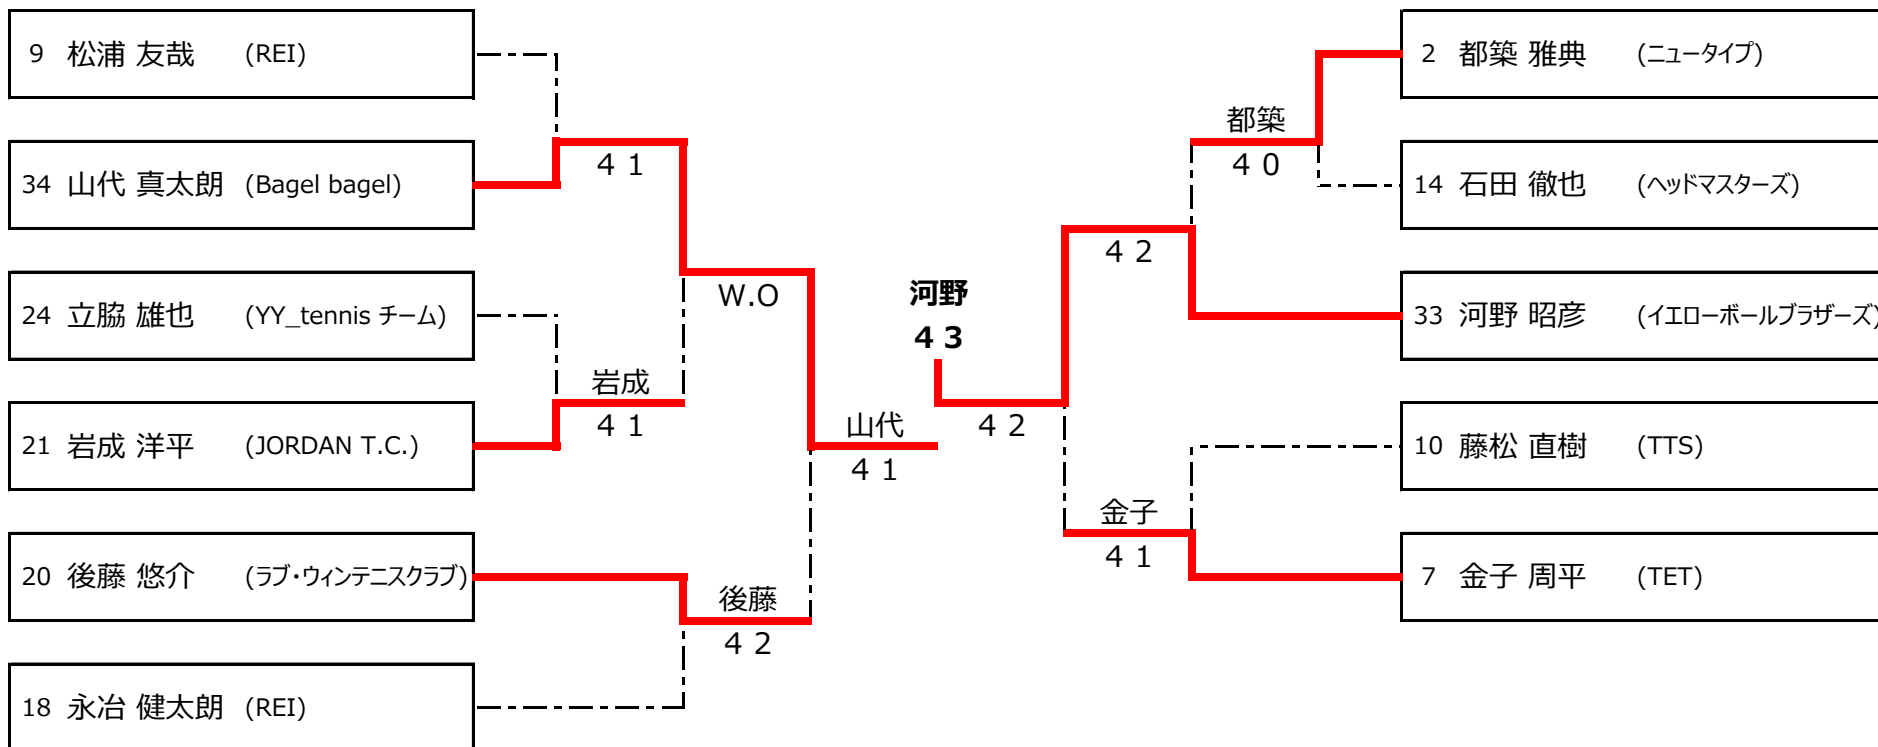 9 松浦 友哉 (REI)
34 山代 真太朗 (Bagel bagel)
24 立脇 雄也 (YY_tennis チーム)
21 岩成 洋平 (JORDAN T.C.)
20 後藤 悠介 (ラブ・ウィンテニスクラブ)
18 永冶 健太朗 (REI)
4 1
岩成
4 1
W.O
後藤
4 2
山代
4 1
河野
4 3
4 2
4 2
金子
4 1
都築
4 0
2 都築 雅典 (ニュータイプ)
14 石田 徹也 (ヘッドマスターズ)
33 河野 昭彦 (イエローボールブラザーズ)
10 藤松 直樹 (TTS)
7 金子 周平 (TET)